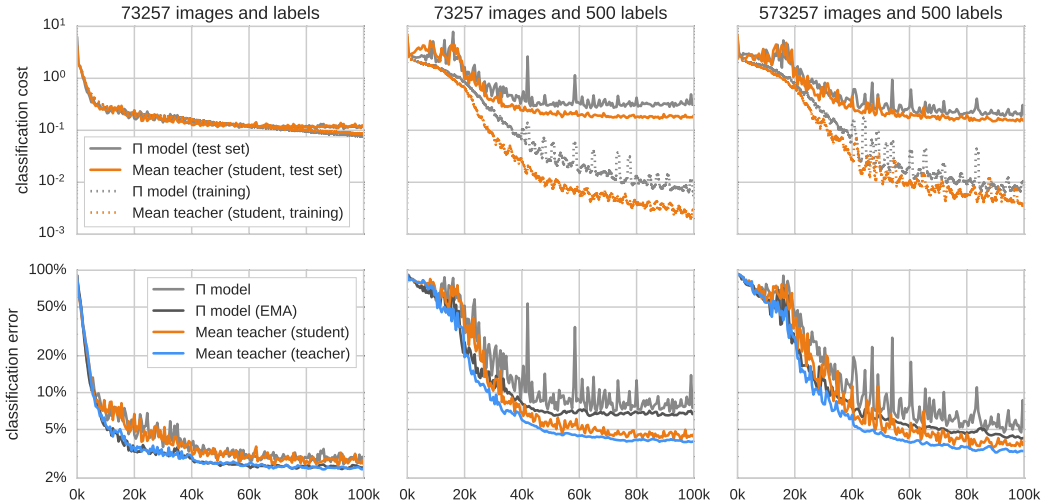 73257 images and labels
73257 images and 500 labels
573257 images and 500 labels
classification cost
10¹
10⁰
10⁻¹
10⁻²
10⁻³
Π model (test set)
Mean teacher (student, test set)
Π model (training)
Mean teacher (student, training)
classification error
100%
50%
20%
10%
5%
2%
Π model
Π model (EMA)
Mean teacher (student)
Mean teacher (teacher)
0k 20k 40k 60k 80k 100k
0k 20k 40k 60k 80k 100k
0k 20k 40k 60k 80k 100k